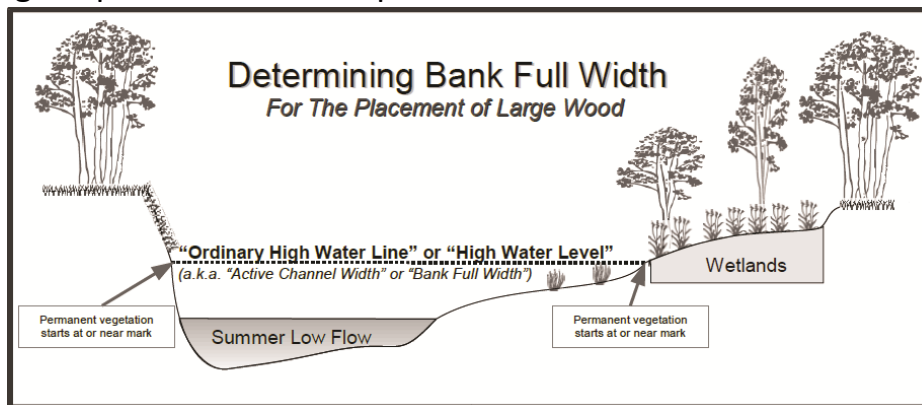 Determining Bank Full Width
For The Placement of Large Wood
“Ordinary High Water Line” or “High Water Level”
(a.k.a. “Active Channel Width” or “Bank Full Width”)
Wetlands
Permanent vegetation
starts at or near mark
Permanent vegetation
starts at or near mark
Summer Low Flow